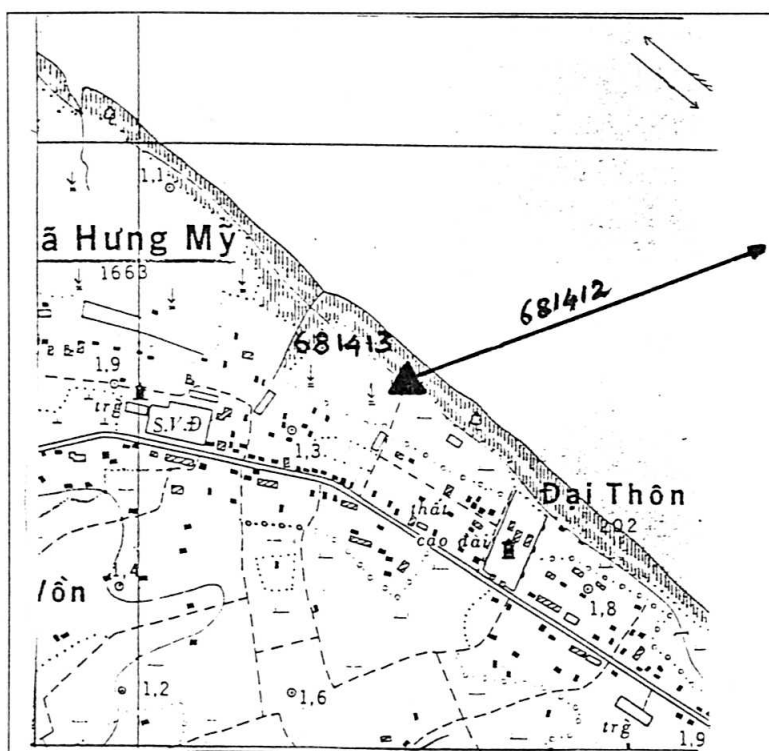 1.1
ã Hưng Mỹ
1663
681412
681413
1.9
trg̀
S.V.Đ
1.3
Đai Thôn
202
thất
cao đài
1,4
/ồn
1,8
1,2
1,6
trg̀
1.9